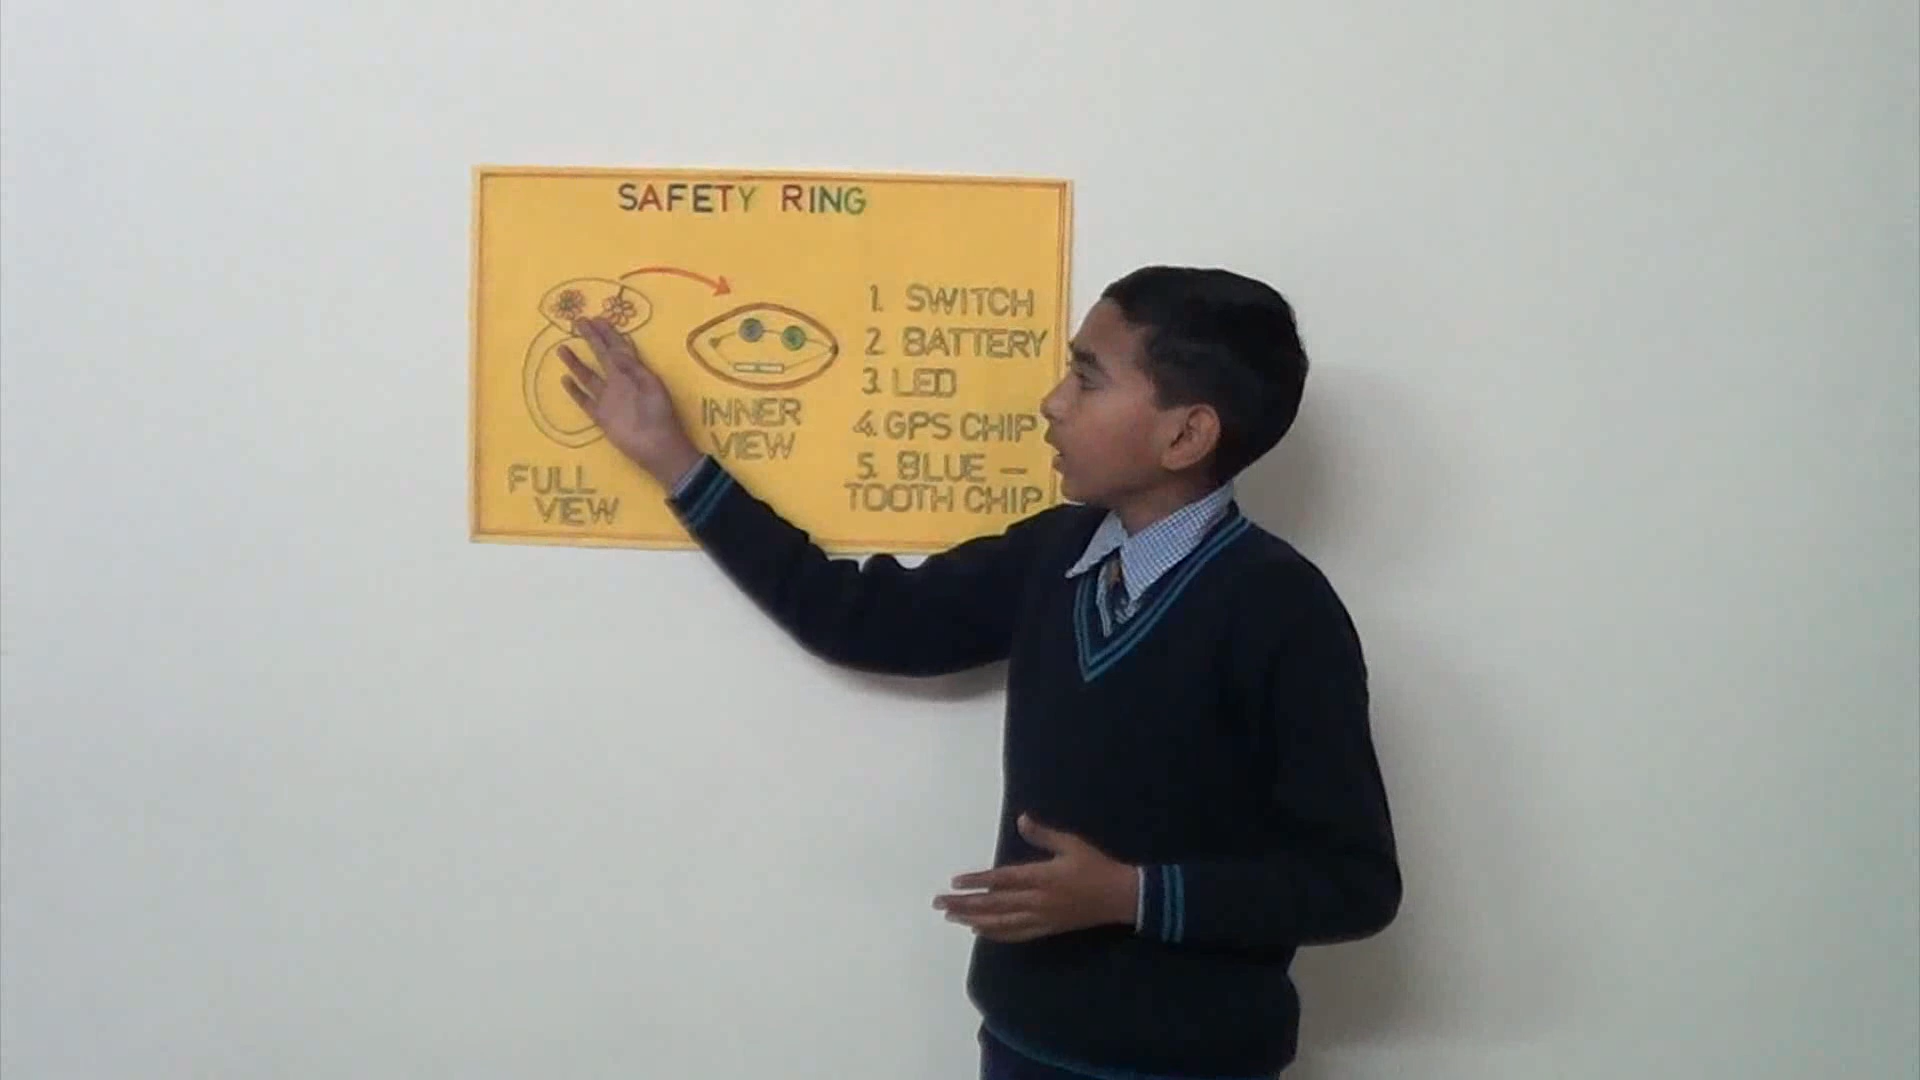 SAFETY RING
1. SWITCH
2. BATTERY
3. LED
4. GPS CHIP
5. BLUE –
TOOTH CHIP
INNER
VIEW
FULL
VIEW